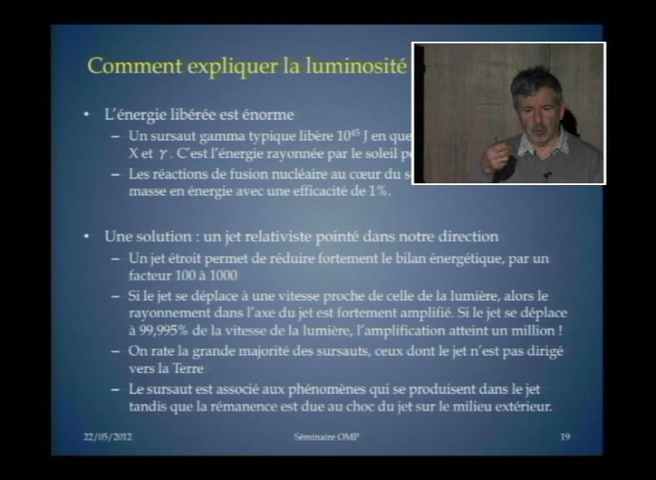 Comment expliquer la luminosité
• L'énergie libérée est énorme
– Un sursaut gamma typique libère 10⁴⁵ J en que
X et γ. C'est l'énergie rayonnée par le soleil
– Les réactions de fusion nucléaire au cœur du
masse en énergie avec une efficacité de 1%.
• Une solution : un jet relativiste pointé dans notre direction
– Un jet étroit permet de réduire fortement le bilan énergétique, par un
facteur 100 à 1000
– Si le jet se déplace à une vitesse proche de celle de la lumière, alors le
rayonnement dans l'axe du jet est fortement amplifié. Si le jet se déplace
à 99,995% de la vitesse de la lumière, l'amplification atteint un million !
– On rate la grande majorité des sursauts, ceux dont le jet n'est pas dirigé
vers la Terre
– Le sursaut est associé aux phénomènes qui se produisent dans le jet
tandis que la rémanence est due au choc du jet sur le milieu extérieur.
22/05/2012 Séminaire OMP 19